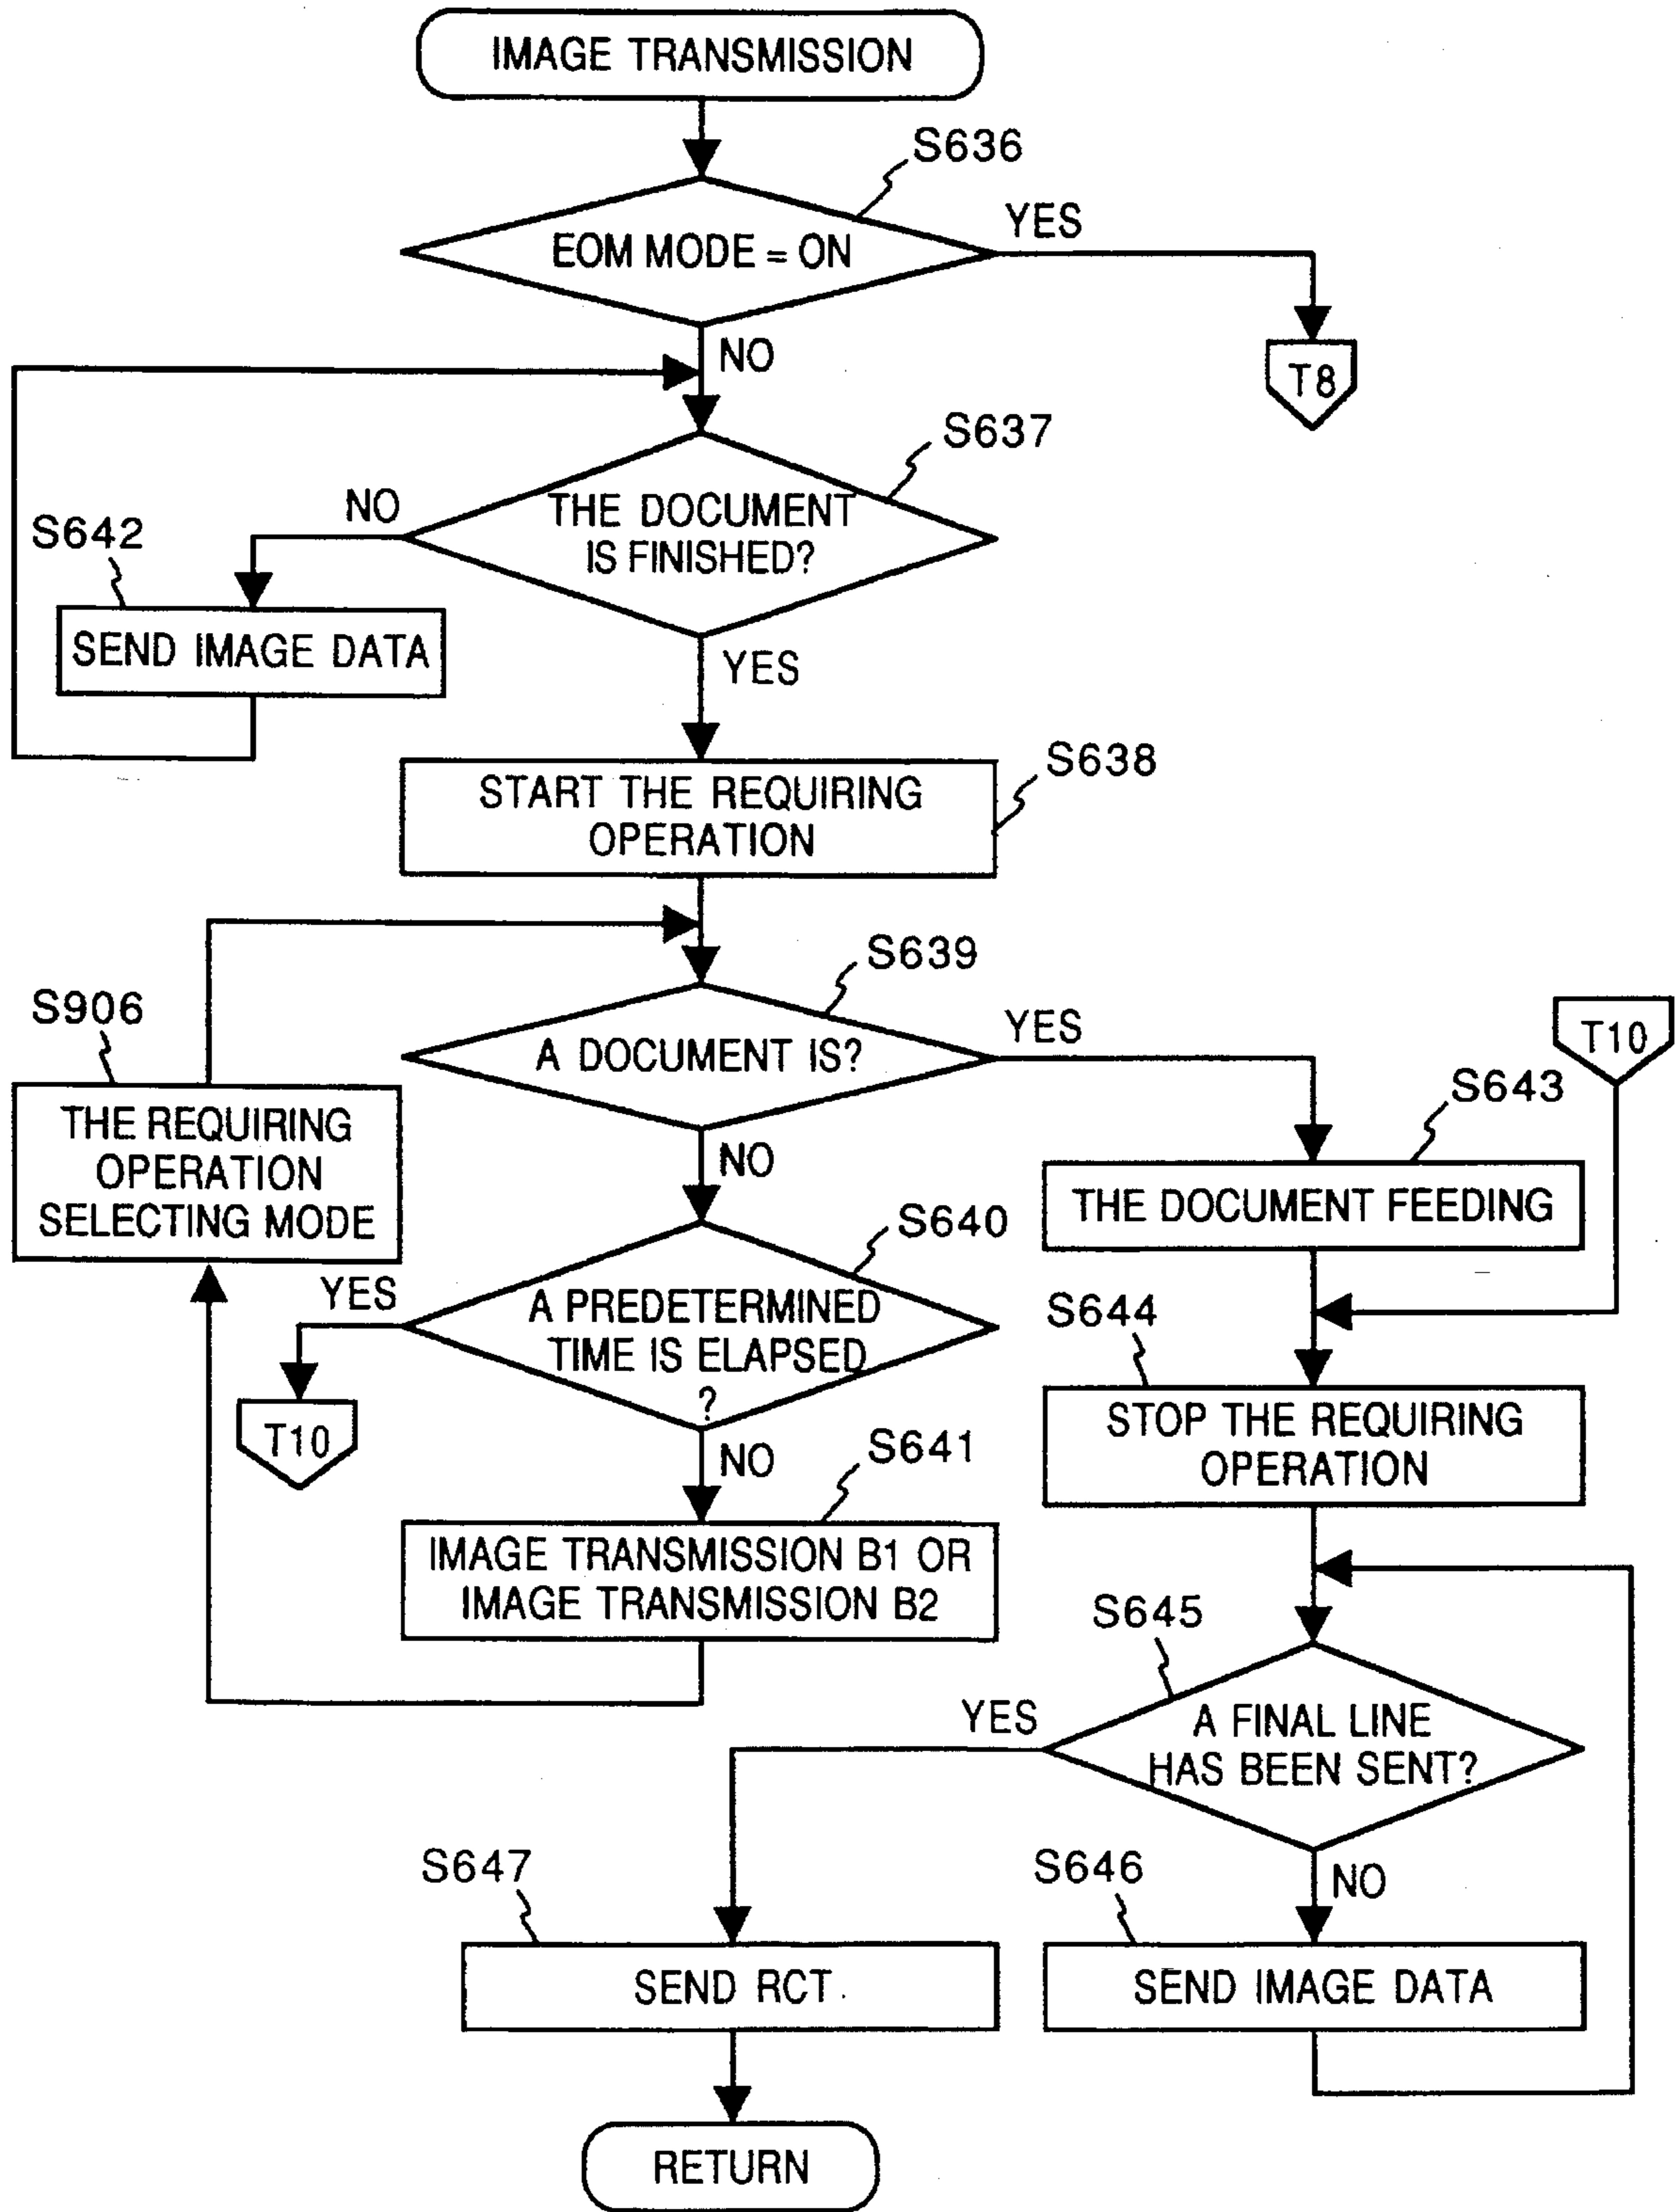 IMAGE TRANSMISSION
S636
EOM MODE = ON
YES
NO
T8
S637
THE DOCUMENT
IS FINISHED?
NO
S642
SEND IMAGE DATA
YES
S638
START THE REQUIRING
OPERATION
S639
A DOCUMENT IS?
YES
S906
THE REQUIRING
OPERATION
SELECTING MODE
T10
NO
S643
THE DOCUMENT FEEDING
S640
A PREDETERMINED
TIME IS ELAPSED
?
YES
T10
NO
S644
STOP THE REQUIRING
OPERATION
S641
IMAGE TRANSMISSION B1 OR
IMAGE TRANSMISSION B2
S645
A FINAL LINE
HAS BEEN SENT?
YES
NO
S647
SEND RCT
S646
SEND IMAGE DATA
RETURN